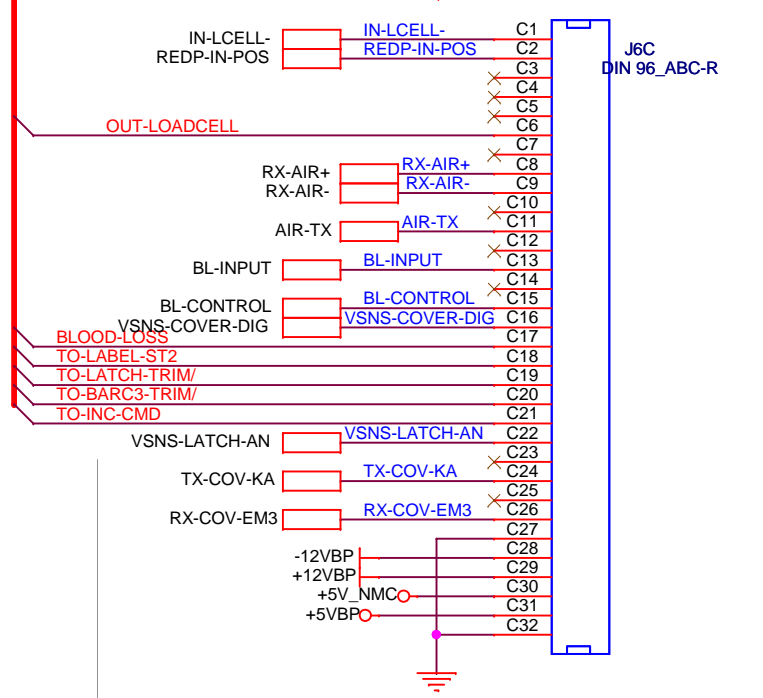 IN-LCELL- IN-LCELL- C1
REDP-IN-POS REDP-IN-POS C2
J6C
C3
DIN 96_ABC-R
C4
C5
OUT-LOADCELL C6
C7
RX-AIR+ RX-AIR+ C8
RX-AIR- RX-AIR- C9
C10
AIR-TX AIR-TX C11
C12
BL-INPUT BL-INPUT C13
C14
BL-CONTROL BL-CONTROL C15
VSNS-COVER-DIG VSNS-COVER-DIG C16
BLOOD-LOSS C17
TO-LABEL-ST2 C18
TO-LATCH-TRIM/ C19
TO-BARC3-TRIM/ C20
TO-INC-CMD C21
VSNS-LATCH-AN VSNS-LATCH-AN C22
C23
TX-COV-KA TX-COV-KA C24
C25
RX-COV-EM3 RX-COV-EM3 C26
C27
-12VBP C28
+12VBP C29
+5V_NMC C30
+5VBP C31
C32